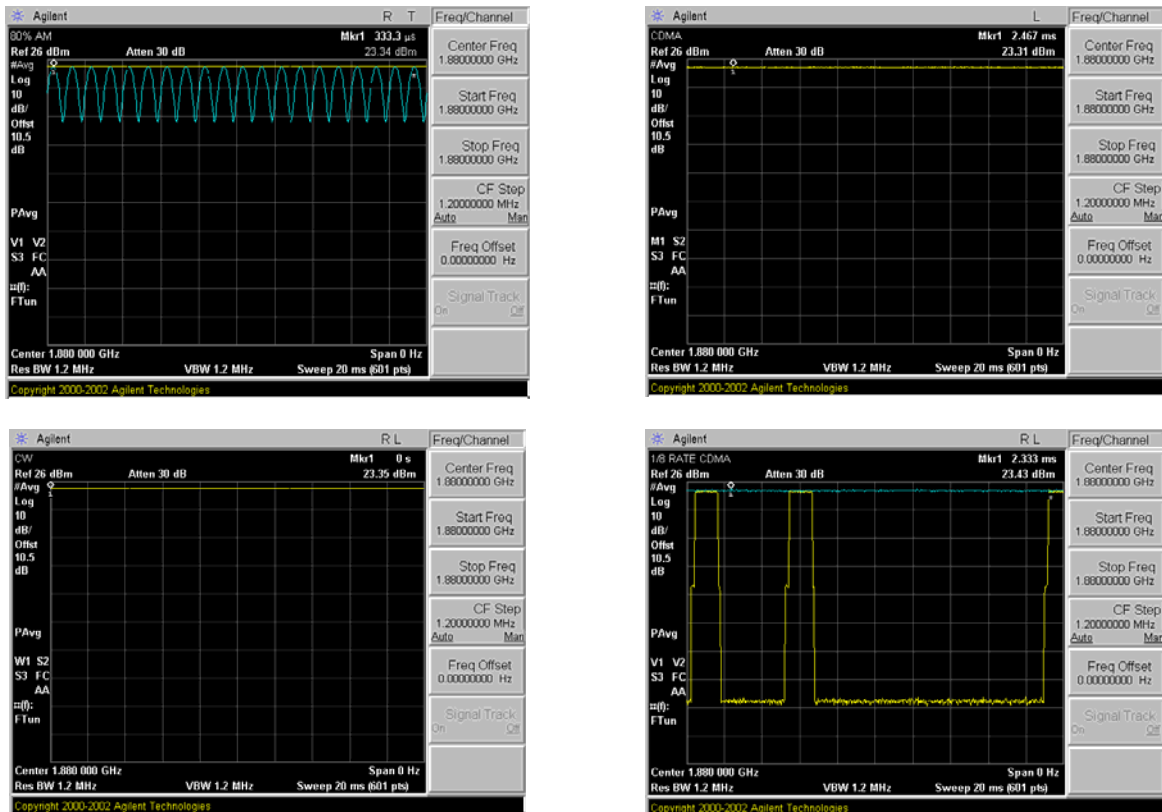 Agilent R T Freq/Channel
80% AM Mkr1 333.3 µs
Ref 26 dBm Atten 30 dB 23.34 dBm
#Avg
Log
10
dB/
Offst
10.5
dB
PAvg
V1 V2
S3 FC
AA
¤(f):
FTun
Center 1.880 000 GHz Span 0 Hz
Res BW 1.2 MHz VBW 1.2 MHz Sweep 20 ms (601 pts)
Copyright 2000-2002 Agilent Technologies
Center Freq
1.88000000 GHz
Start Freq
1.88000000 GHz
Stop Freq
1.88000000 GHz
CF Step
1.20000000 MHz
Auto Man
Freq Offset
0.00000000 Hz
Signal Track
On Off
Agilent L Freq/Channel
CDMA Mkr1 2.467 ms
Ref 26 dBm Atten 30 dB 23.31 dBm
#Avg
1
Log
10
dB/
Offst
10.5
dB
PAvg
M1 S2
S3 FC
AA
¤(f):
FTun
Center 1.880 000 GHz Span 0 Hz
Res BW 1.2 MHz VBW 1.2 MHz Sweep 20 ms (601 pts)
Copyright 2000-2002 Agilent Technologies
Center Freq
1.88000000 GHz
Start Freq
1.88000000 GHz
Stop Freq
1.88000000 GHz
CF Step
1.20000000 MHz
Auto Man
Freq Offset
0.00000000 Hz
Signal Track
On Off
Agilent R L Freq/Channel
CW Mkr1 0 s
Ref 26 dBm Atten 30 dB 23.35 dBm
#Avg
1
Log
10
dB/
Offst
10.5
dB
PAvg
W1 S2
S3 FC
AA
¤(f):
FTun
Center 1.880 000 GHz Span 0 Hz
Res BW 1.2 MHz VBW 1.2 MHz Sweep 20 ms (601 pts)
Copyright 2000-2002 Agilent Technologies
Center Freq
1.88000000 GHz
Start Freq
1.88000000 GHz
Stop Freq
1.88000000 GHz
CF Step
1.20000000 MHz
Auto Man
Freq Offset
0.00000000 Hz
Signal Track
On Off
Agilent R L Freq/Channel
1/8 RATE CDMA Mkr1 2.333 ms
Ref 26 dBm Atten 30 dB 23.43 dBm
#Avg
1
Log
10
dB/
Offst
10.5
dB
PAvg
V1 V2
S3 FC
AA
¤(f):
FTun
Center 1.880 000 GHz Span 0 Hz
Res BW 1.2 MHz VBW 1.2 MHz Sweep 20 ms (601 pts)
Copyright 2000-2002 Agilent Technologies
Center Freq
1.88000000 GHz
Start Freq
1.88000000 GHz
Stop Freq
1.88000000 GHz
CF Step
1.20000000 MHz
Auto Man
Freq Offset
0.00000000 Hz
Signal Track
On Off